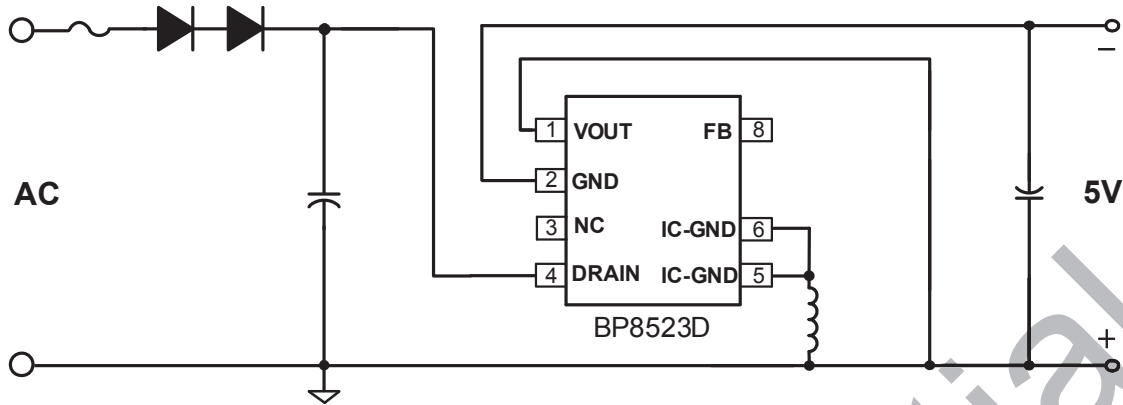 −
1 VOUT FB 8
2 GND
AC
5V
3 NC IC-GND 6
4 DRAIN IC-GND 5
BP8523D
+